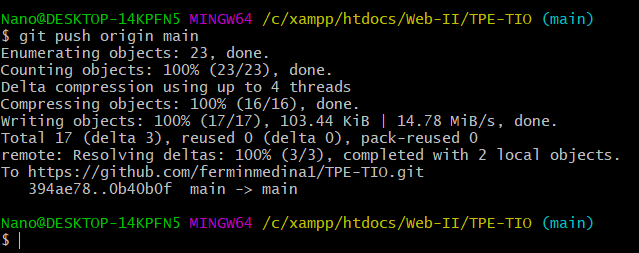 Nano@DESKTOP-14KPFN5 MINGW64 /c/xampp/htdocs/Web-II/TPE-TIO (main)
$ git push origin main
Enumerating objects: 23, done.
Counting objects: 100% (23/23), done.
Delta compression using up to 4 threads
Compressing objects: 100% (16/16), done.
Writing objects: 100% (17/17), 103.44 KiB | 14.78 MiB/s, done.
Total 17 (delta 3), reused 0 (delta 0), pack-reused 0
remote: Resolving deltas: 100% (3/3), completed with 2 local objects.
To https://github.com/ferminmedina1/TPE-TIO.git
   394ae78..0b40b0f  main -> main
Nano@DESKTOP-14KPFN5 MINGW64 /c/xampp/htdocs/Web-II/TPE-TIO (main)
$